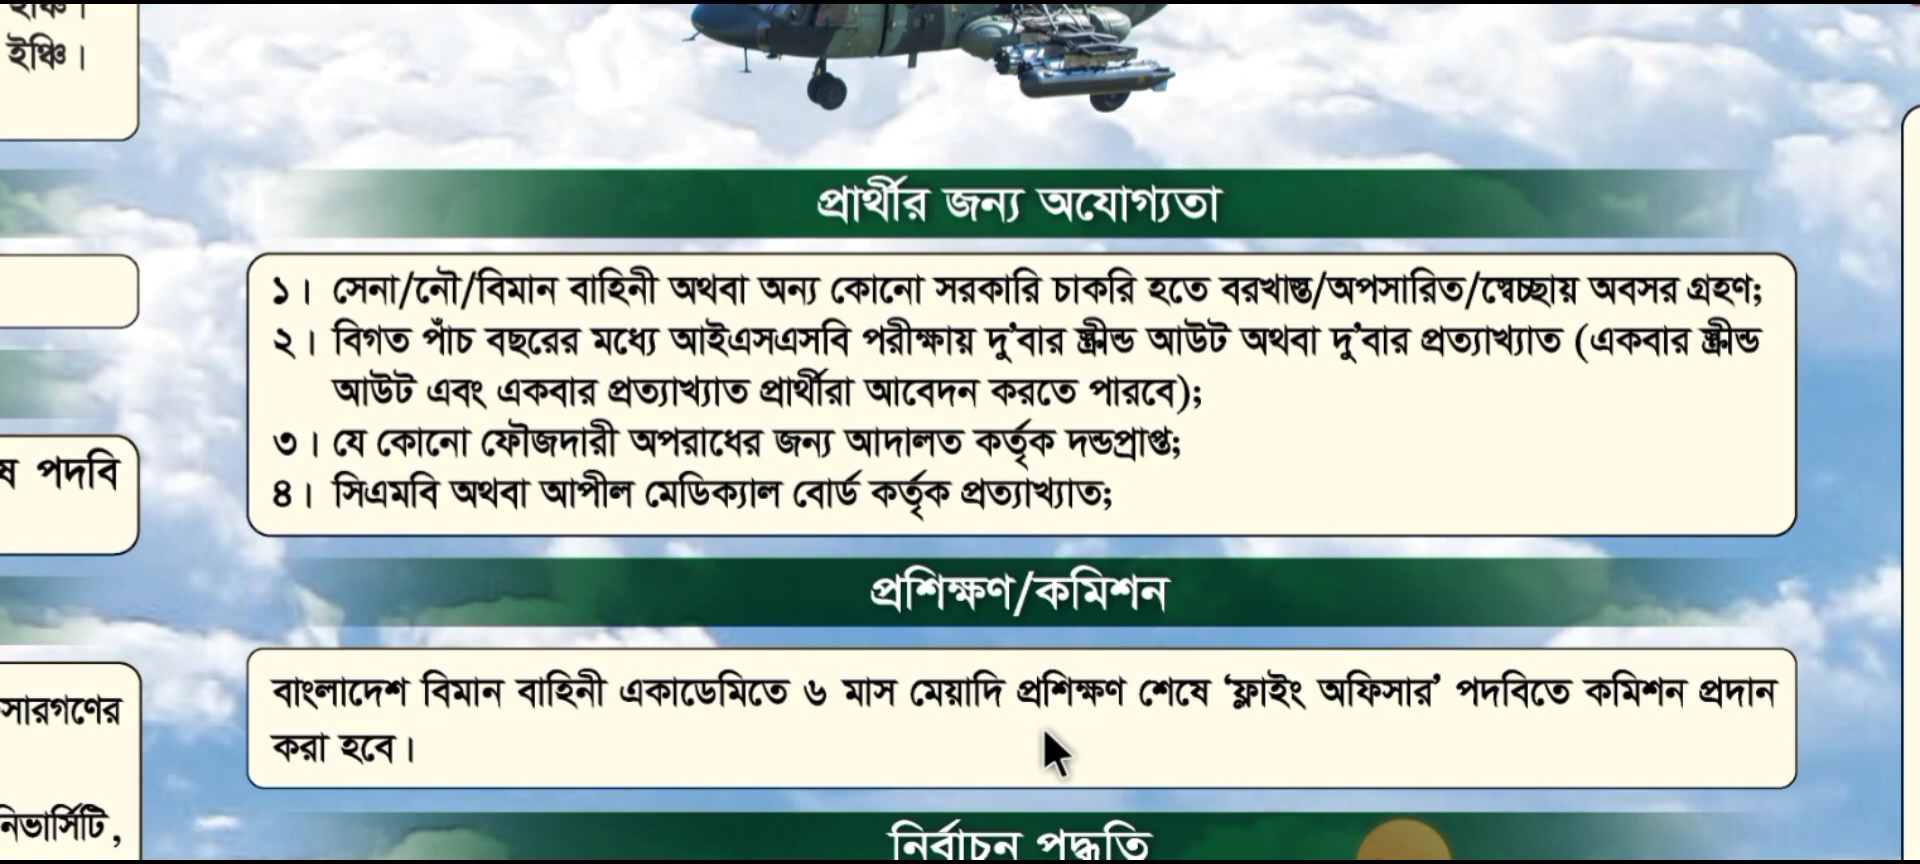 ইঞ্চি।
ইঞ্চি।
প্রার্থীর জন্য অযোগ্যতা
১। সেনা/নৌ/বিমান বাহিনী অথবা অন্য কোনো সরকারি চাকরি হতে বরখাস্ত/অপসারিত/স্বেচ্ছায় অবসর গ্রহণ;
২। বিগত পাঁচ বছরের মধ্যে আইএসএসবি পরীক্ষায় দু’বার স্ক্রীন্ড আউট অথবা দু’বার প্রত্যাখ্যাত (একবার স্ক্রীন্ড
আউট এবং একবার প্রত্যাখ্যাত প্রার্থীরা আবেদন করতে পারবে);
৩। যে কোনো ফৌজদারী অপরাধের জন্য আদালত কর্তৃক দন্ডপ্রাপ্ত;
৪। সিএমবি অথবা আপীল মেডিক্যাল বোর্ড কর্তৃক প্রত্যাখ্যাত;
ষ পদবি
প্রশিক্ষণ/কমিশন
বাংলাদেশ বিমান বাহিনী একাডেমিতে ৬ মাস মেয়াদি প্রশিক্ষণ শেষে ‘ফ্লাইং অফিসার’ পদবিতে কমিশন প্রদান
করা হবে।
সারগণের
নিভার্সিটি,
নির্বাচন পদ্ধতি